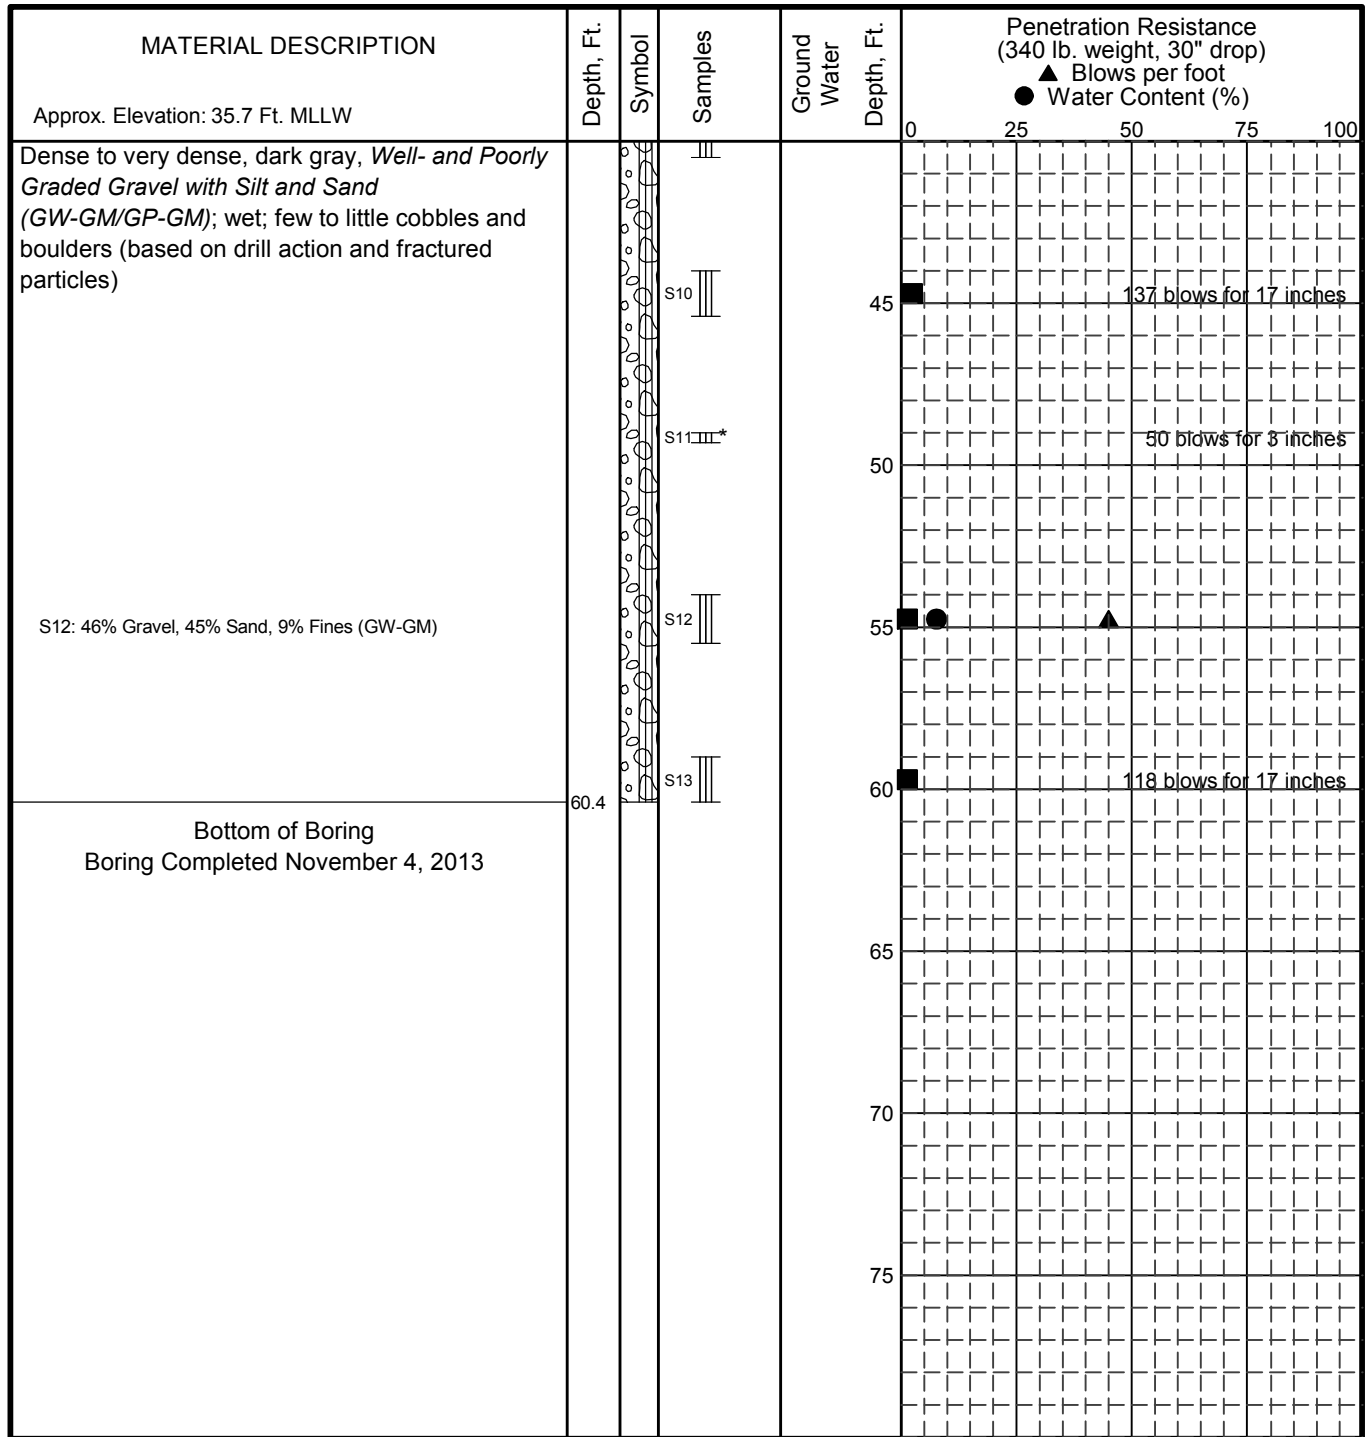 MATERIAL DESCRIPTION
Approx. Elevation: 35.7 Ft. MLLW
Depth, Ft.
Symbol
Samples
Ground
Water
Depth, Ft.
Penetration Resistance
(340 lb. weight, 30" drop)
▲ Blows per foot
● Water Content (%)
0 25 50 75 100
Dense to very dense, dark gray, Well- and Poorly
Graded Gravel with Silt and Sand
(GW-GM/GP-GM); wet; few to little cobbles and
boulders (based on drill action and fractured
particles)
S10
45
137 blows for 17 inches
S11 *
50 blows for 3 inches
50
S12: 46% Gravel, 45% Sand, 9% Fines (GW-GM)
S12
55
S13
118 blows for 17 inches
60
60.4
Bottom of Boring
Boring Completed November 4, 2013
65
70
75